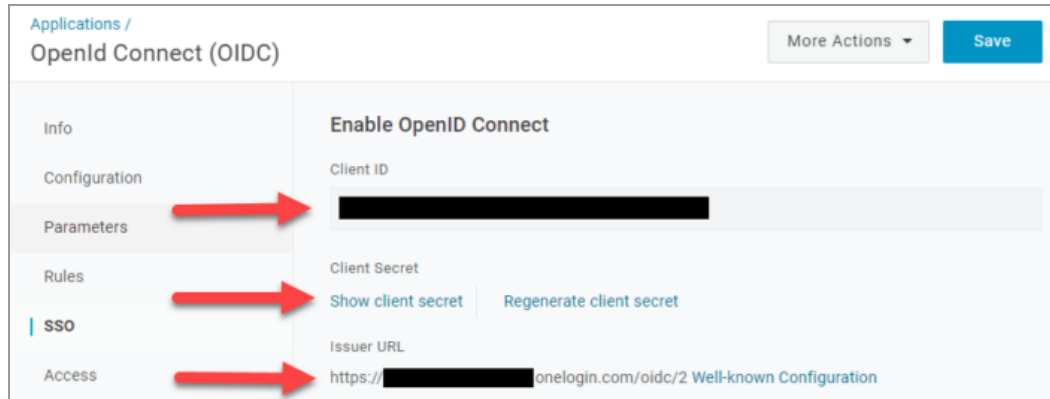 Applications /
OpenId Connect (OIDC)
More Actions
Save
Info
Configuration
Parameters
Rules
SSO
Access
Enable OpenID Connect
Client ID
Client Secret
Show client secret
Regenerate client secret
Issuer URL
https:// onelogin.com/oidc/2 Well-known Configuration